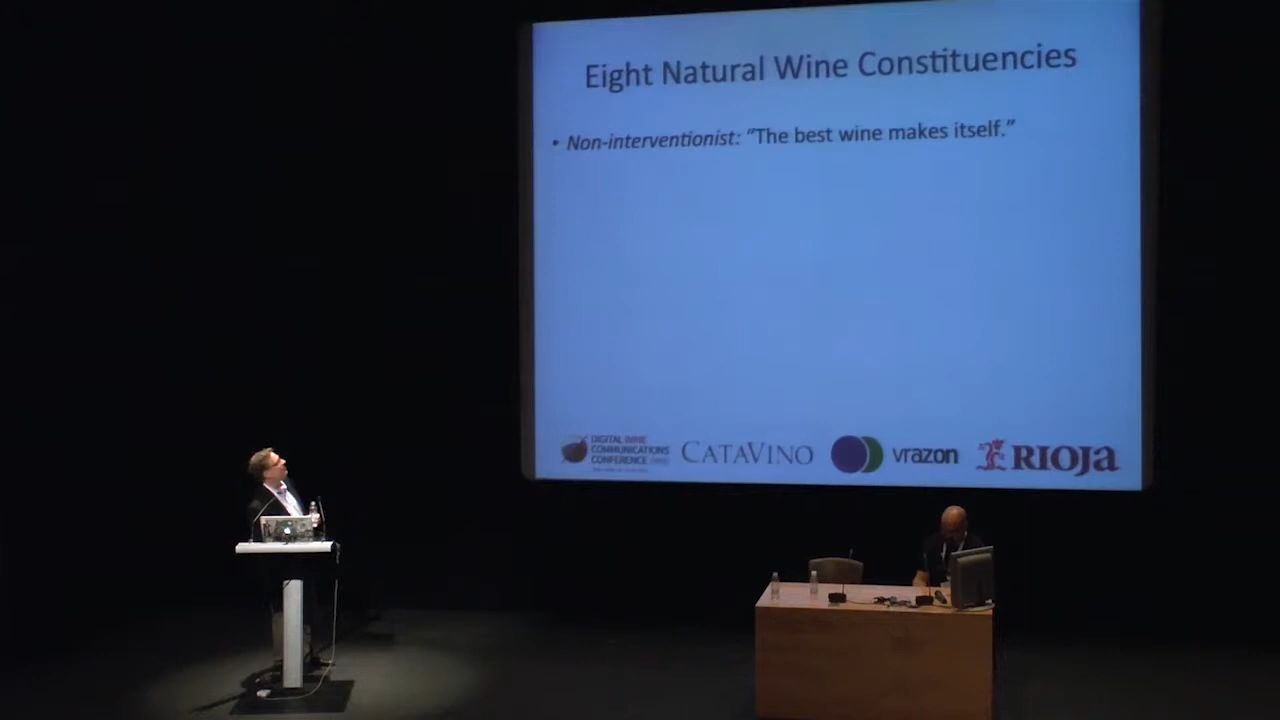 Eight Natural Wine Constituencies
• Non-interventionist: “The best wine makes itself.”
DIGITAL WINE
COMMUNICATIONS
CONFERENCE
CATAVINO
vrazon
RIOJA